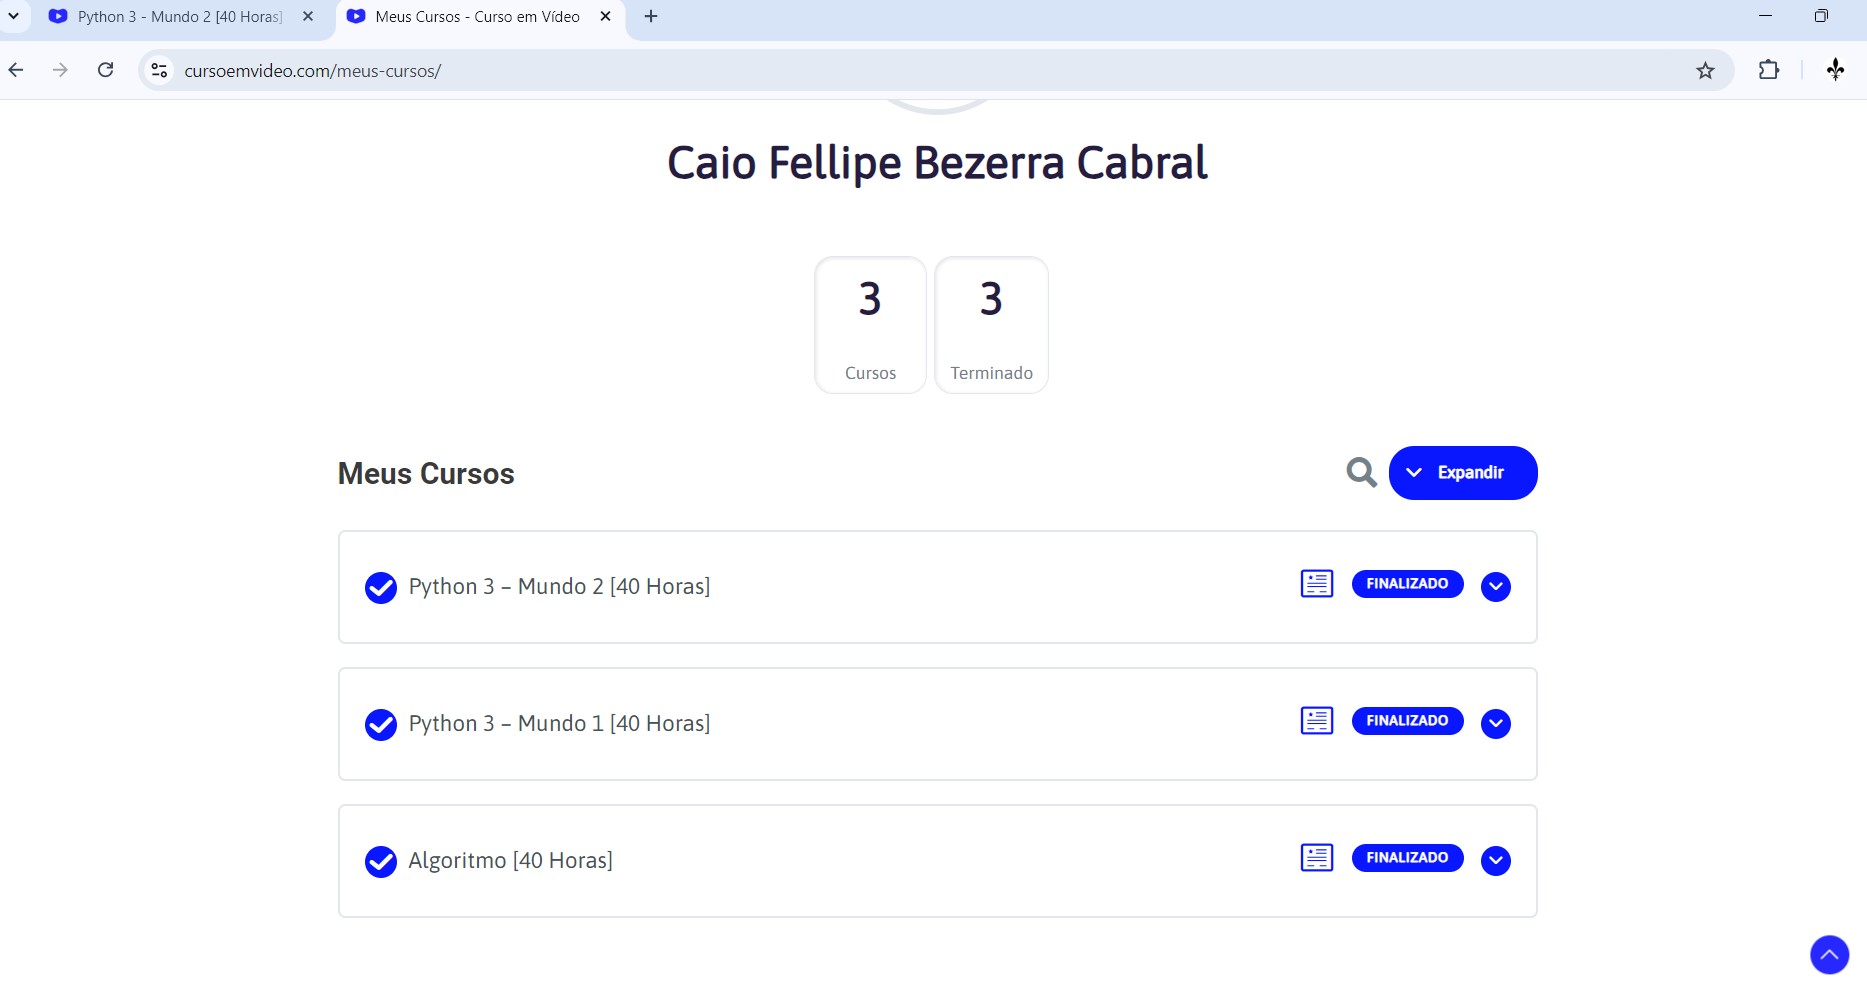 Python 3 - Mundo 2 [40 Horas]
Meus Cursos - Curso em Vídeo
cursoemvideo.com/meus-cursos/
Caio Fellipe Bezerra Cabral
3
Cursos
3
Terminado
Meus Cursos
Expandir
Python 3 – Mundo 2 [40 Horas]
FINALIZADO
Python 3 – Mundo 1 [40 Horas]
FINALIZADO
Algoritmo [40 Horas]
FINALIZADO